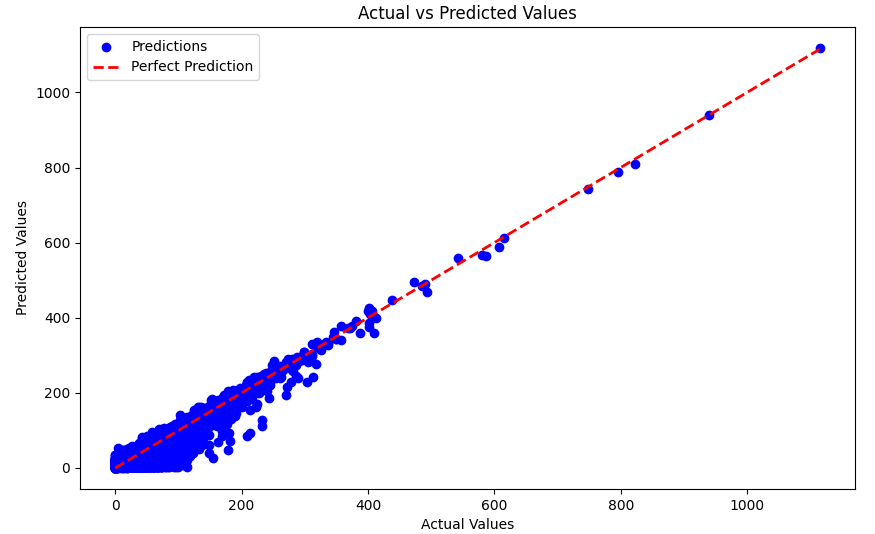 Actual vs Predicted Values
Predictions
Perfect Prediction
1000
800
600
400
200
0
Predicted Values
0 200 400 600 800 1000
Actual Values